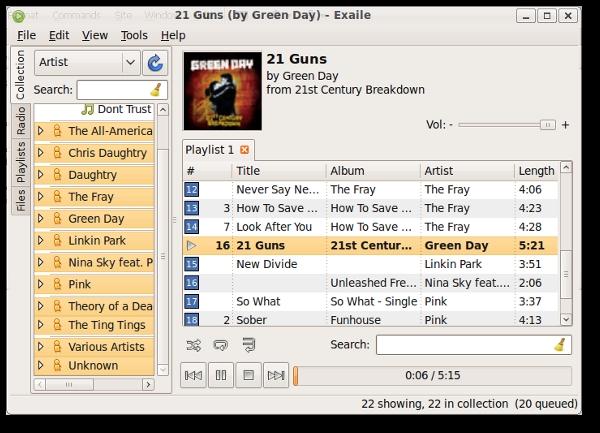 21 Guns (by Green Day) - Exaile
File Edit View Tools Help
Collection
Radio
Playlists
Files
Artist
Search:
Dont Trust
The All-America
Chris Daughtry
Daughtry
The Fray
Green Day
Linkin Park
Nina Sky feat. P
Pink
Theory of a Dea
The Ting Tings
Various Artists
Unknown
GREEN DAY
21 Guns
by Green Day
from 21st Century Breakdown
Vol: - +
Playlist 1
# Title Album Artist Length
12 Never Say Ne... The Fray The Fray 4:06
13 3 How To Save ... How To Save ... The Fray 4:23
14 7 Look After You How To Save ... The Fray 4:28
16 21 Guns 21st Centur... Green Day 5:21
15 New Divide Linkin Park 3:51
16 Unleashed Fre... Nina Sky feat.... 2:06
17 So What So What - Single Pink 3:37
18 2 Sober Funhouse Pink 4:13
Search:
0:06 / 5:15
22 showing, 22 in collection (20 queued)